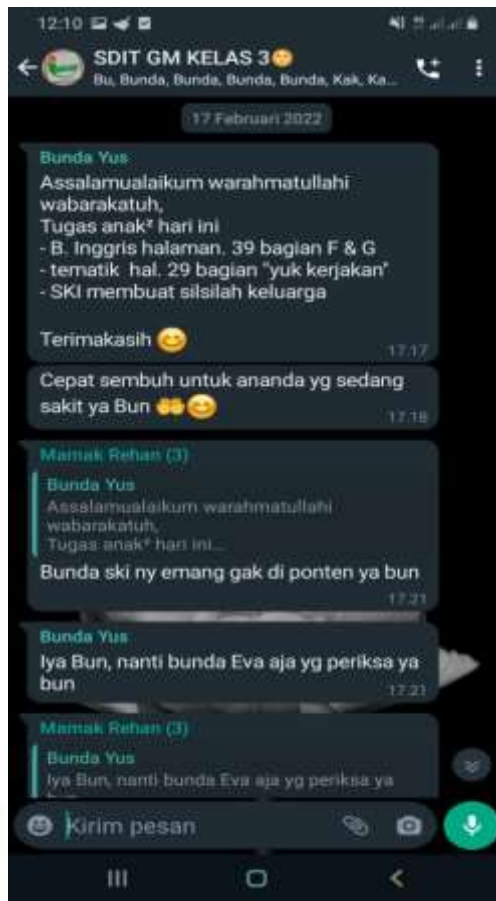 12:10
SDIT GM KELAS 3
Bu, Bunda, Bunda, Bunda, Bunda, Kak, Ka...
17 Februari 2022
Bunda Yus
Assalamualaikum warahmatullahi
wabarakatuh,
Tugas anak² hari ini
- B. Inggris halaman. 39 bagian F & G
- tematik hal. 29 bagian "yuk kerjakan"
- SKI membuat silsilah keluarga
Terimakasih 😊
17.17
Cepat sembuh untuk ananda yg sedang
sakit ya Bun 🤲😊
17.18
Mamak Rehan (3)
Bunda Yus
Assalamualaikum warahmatullahi
wabarakatuh,
Tugas anak² hari ini...
Bunda ski ny emang gak di ponten ya bun
17.21
Bunda Yus
Iya Bun, nanti bunda Eva aja yg periksa ya
bun
17.21
Mamak Rehan (3)
Bunda Yus
Iya Bun, nanti bunda Eva aja yg periksa ya
Kirim pesan